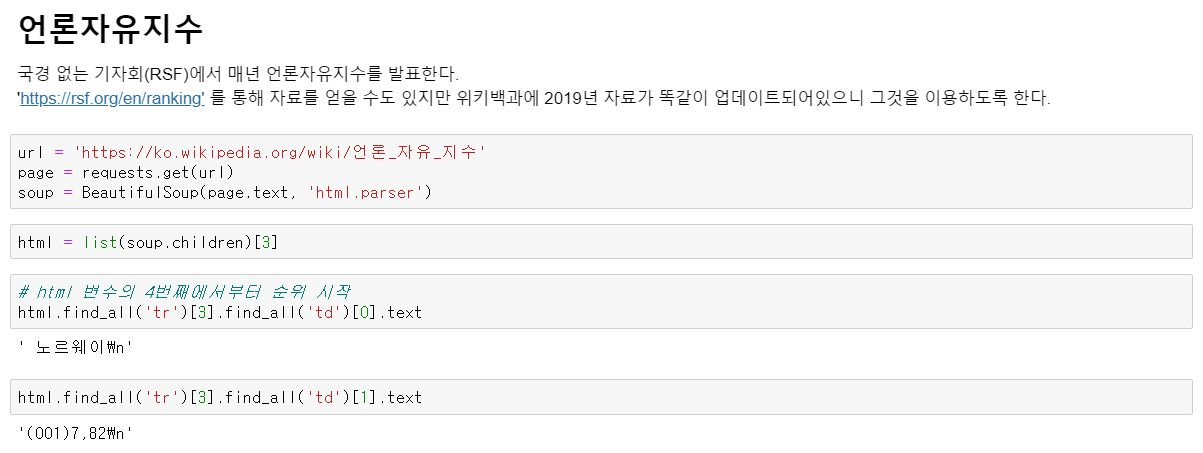 언론자유지수
국경 없는 기자회(RSF)에서 매년 언론자유지수를 발표한다.
'https://rsf.org/en/ranking' 를 통해 자료를 얻을 수도 있지만 위키백과에 2019년 자료가 똑같이 업데이트되어있으니 그것을 이용하도록 한다.
url = 'https://ko.wikipedia.org/wiki/언론_자유_지수'
page = requests.get(url)
soup = BeautifulSoup(page.text, 'html.parser')
html = list(soup.children)[3]
# html 변수의 4번째에서부터 순위 시작
html.find_all('tr')[3].find_all('td')[0].text
' 노르웨이₩n'
html.find_all('tr')[3].find_all('td')[1].text
'(001)7,82₩n'